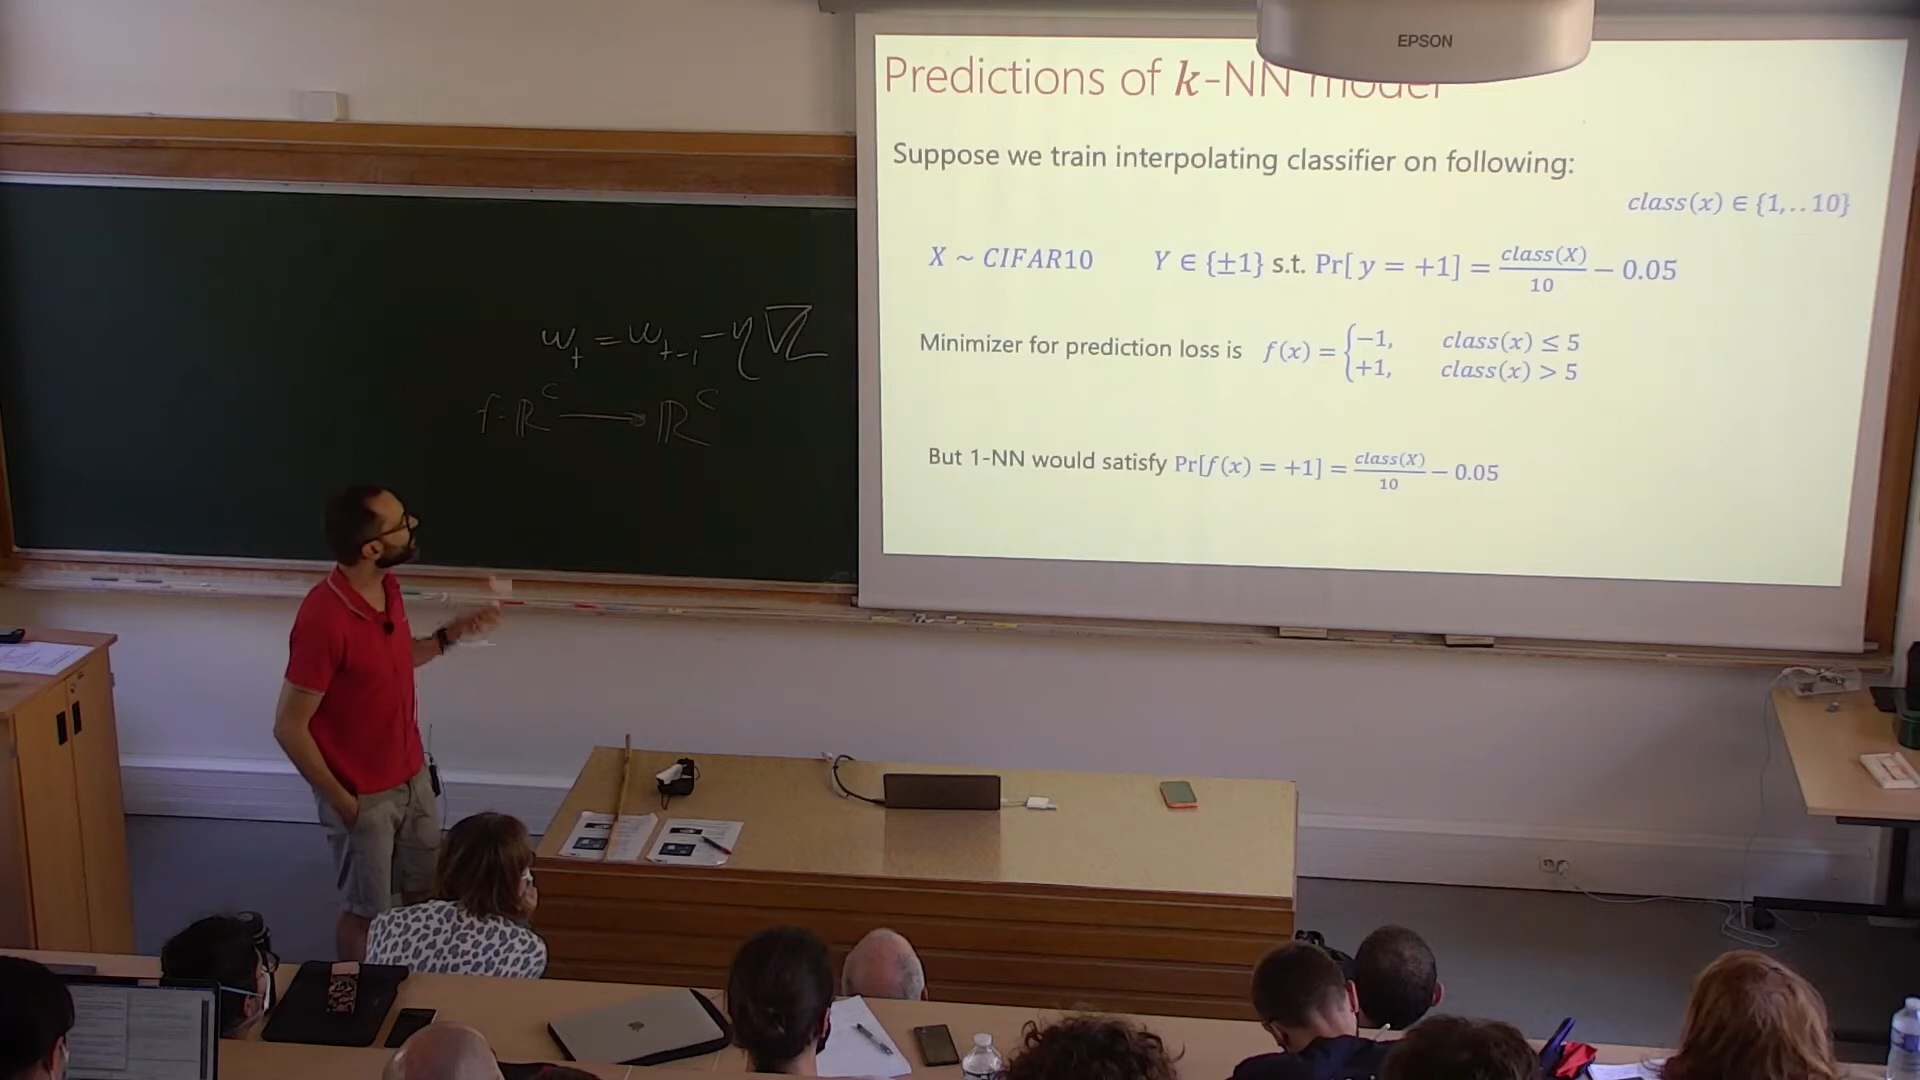 EPSON
Predictions of k-NN model
Suppose we train interpolating classifier on following:
class(x) ∈ {1,..10}
X ~ CIFAR10 Y ∈ {±1} s.t. Pr[y = +1] = class(X)/10 − 0.05
Minimizer for prediction loss is f(x) = {−1, class(x) ≤ 5
+1, class(x) > 5
But 1-NN would satisfy Pr[f(x) = +1] = class(X)/10 − 0.05
w_t = w_{t-1} − η∇L
f: ℝ^C → ℝ^C